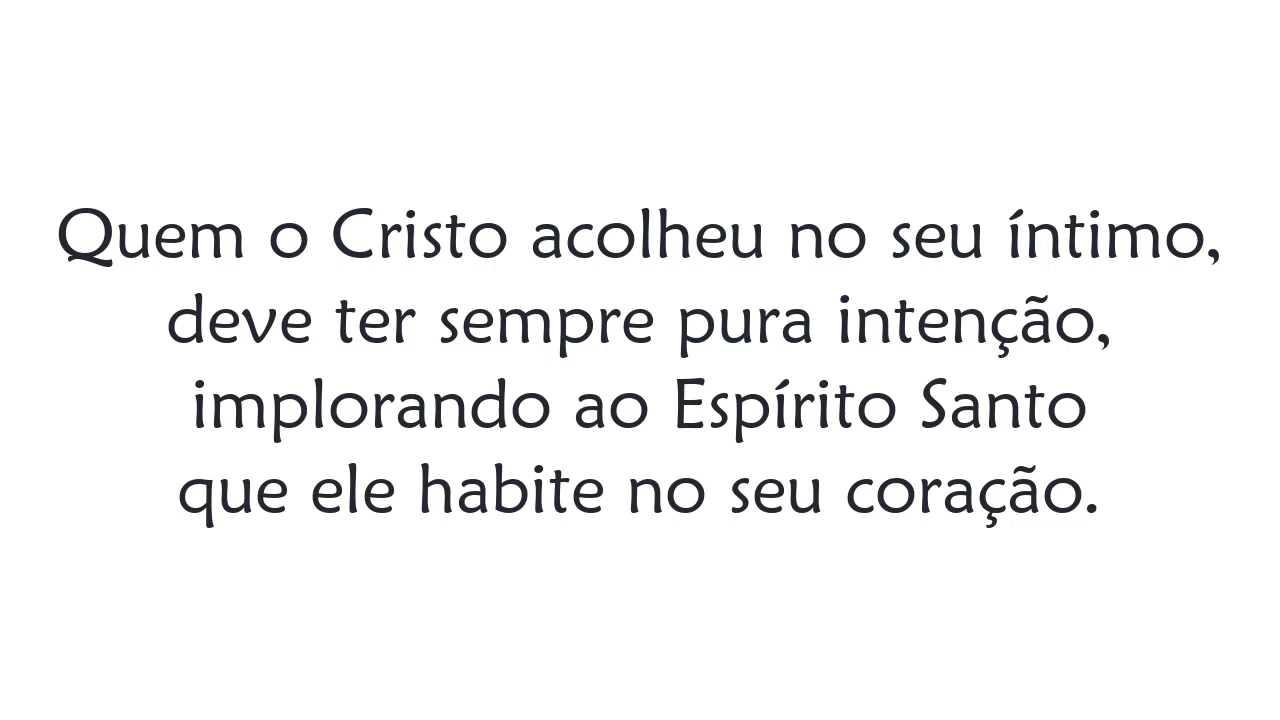 Quem o Cristo acolheu no seu íntimo,
deve ter sempre pura intenção,
implorando ao Espírito Santo
que ele habite no seu coração.